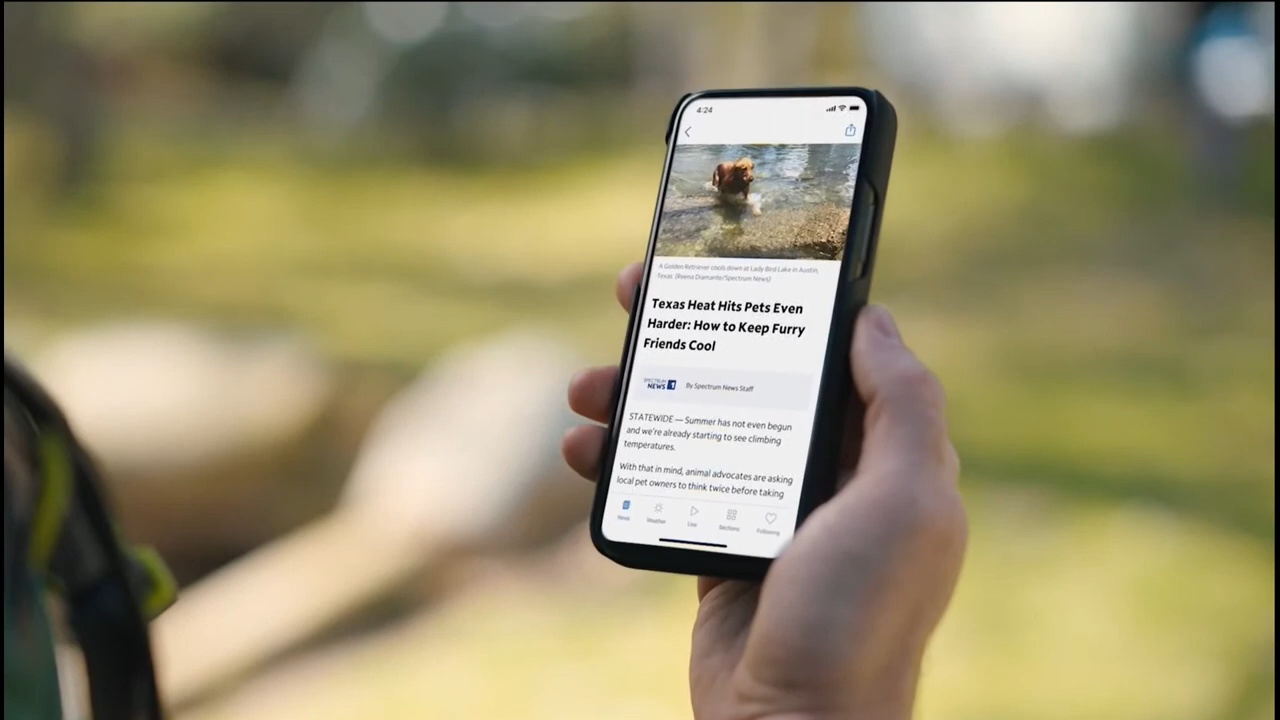 4:24
A Golden Retriever cools down at Lady Bird Lake in Austin,
Texas. (Reena Diamante/Spectrum News)
Texas Heat Hits Pets Even
Harder: How to Keep Furry
Friends Cool
SPECTRUM
NEWS 1
By Spectrum News Staff
STATEWIDE — Summer has not even begun
and we're already starting to see climbing
temperatures.
With that in mind, animal advocates are asking
local pet owners to think twice before taking
News Weather Live Sections Following